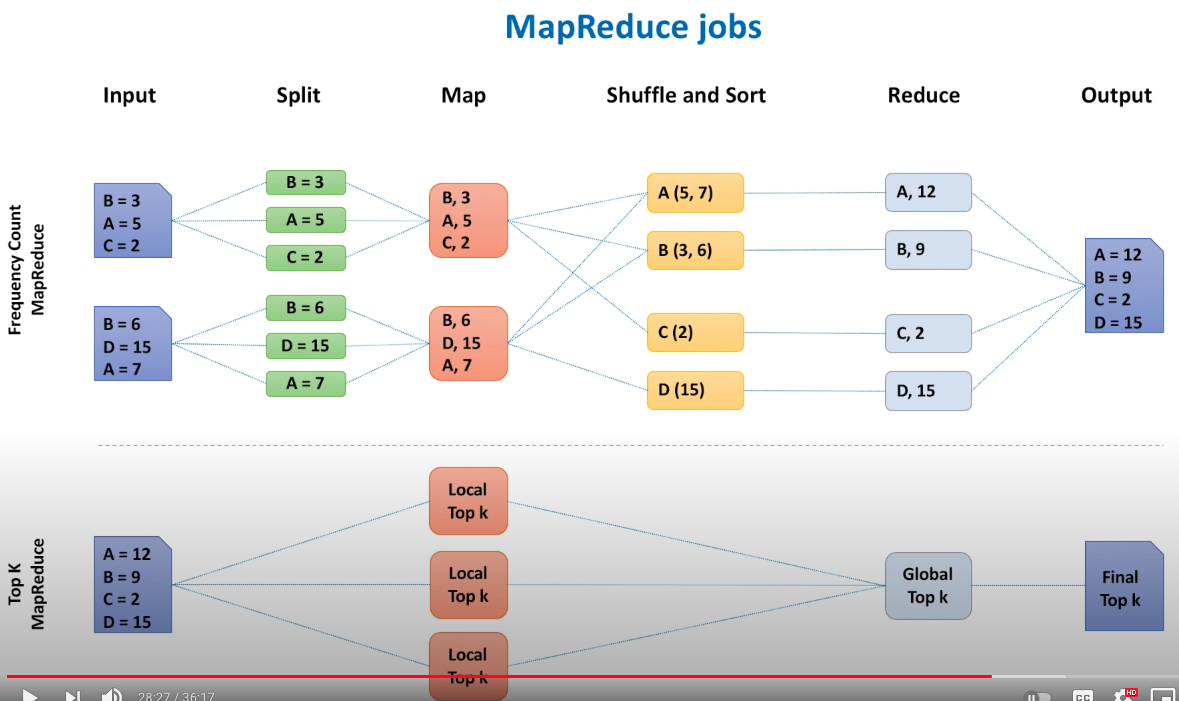 MapReduce jobs
Input
Split
Map
Shuffle and Sort
Reduce
Output
Frequency Count
MapReduce
B = 3
A = 5
C = 2
B = 6
D = 15
A = 7
B = 3
A = 5
C = 2
B = 6
D = 15
A = 7
B, 3
A, 5
C, 2
B, 6
D, 15
A, 7
A (5, 7)
B (3, 6)
C (2)
D (15)
A, 12
B, 9
C, 2
D, 15
A = 12
B = 9
C = 2
D = 15
Top K
MapReduce
A = 12
B = 9
C = 2
D = 15
Local
Top k
Local
Top k
Local
Top k
Global
Top k
Final
Top k
28:27 / 36:17
CC
HD